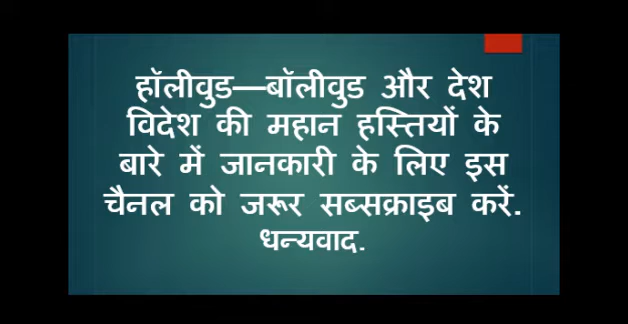 हॉलीवुड—बॉलीवुड और देश
विदेश की महान हस्तियों के
बारे में जानकारी के लिए इस
चैनल को जरूर सब्सक्राइब करें.
धन्यवाद.